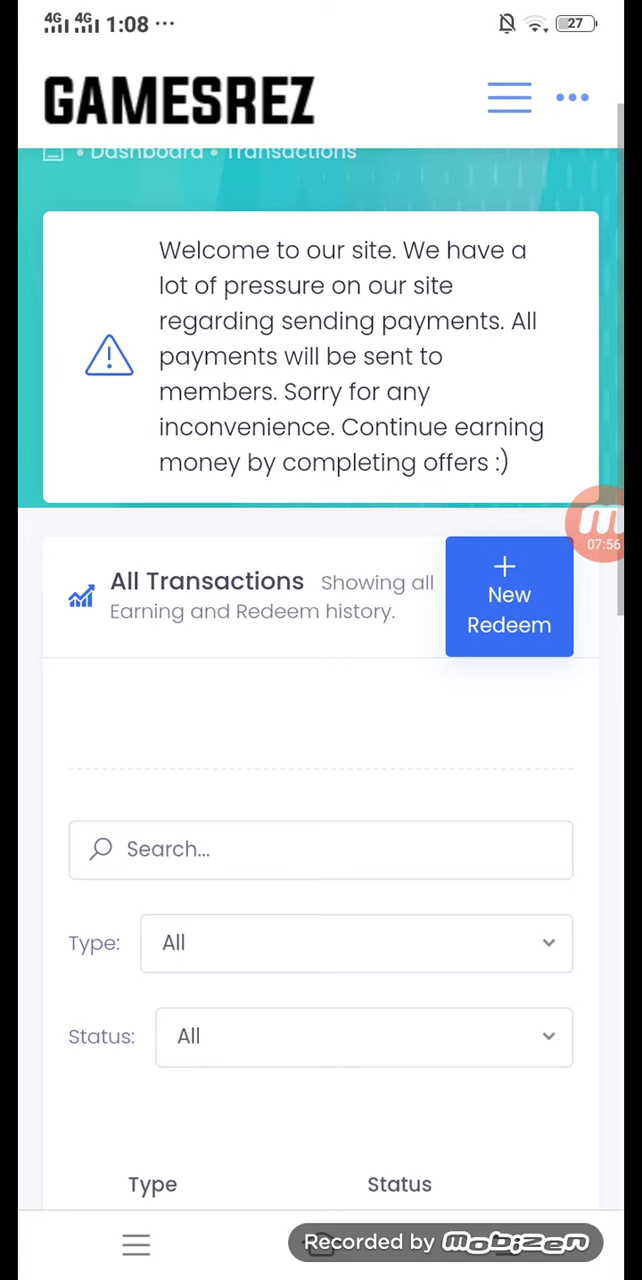 4G 4G 1:08 ... 27
GAMESREZ
• Dashboard • Transactions
Welcome to our site. We have a
lot of pressure on our site
regarding sending payments. All
payments will be sent to
members. Sorry for any
inconvenience. Continue earning
money by completing offers :)
07:56
All Transactions Showing all
Earning and Redeem history.
+
New
Redeem
Search...
Type: All
Status: All
Type Status
Recorded by mobizen